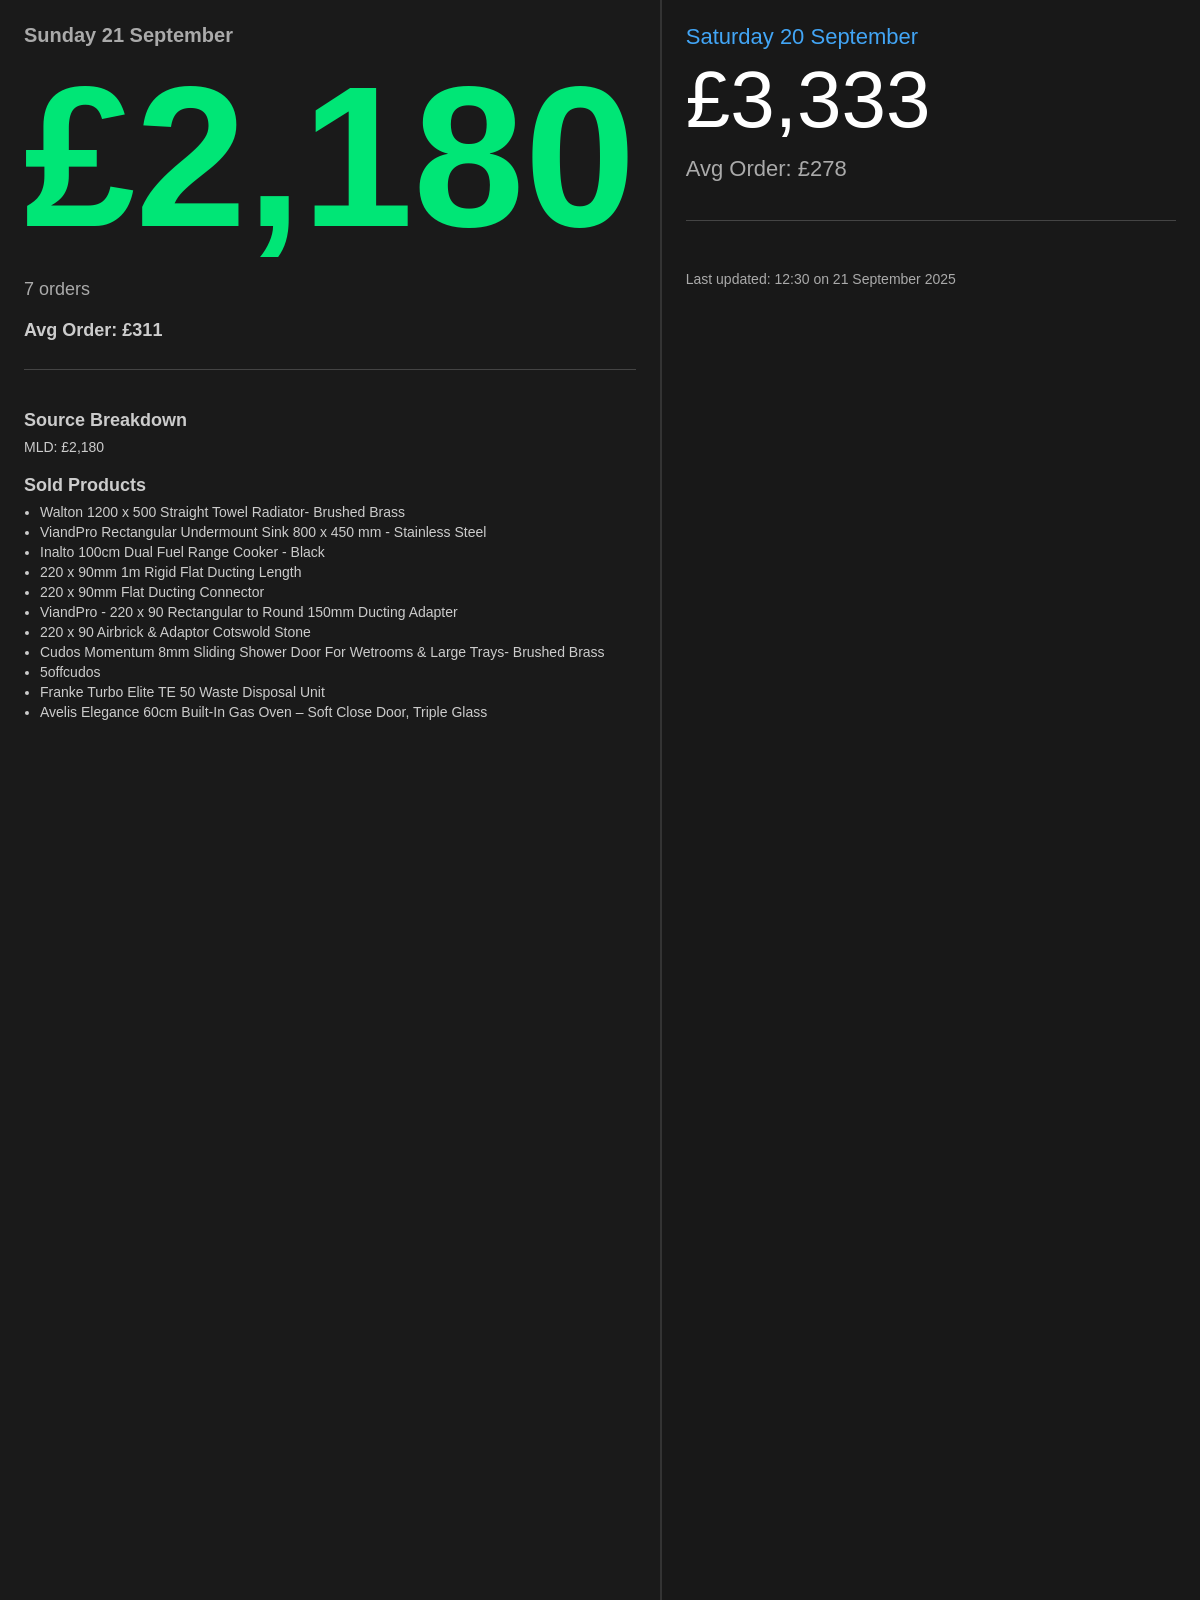 Sunday 21 September
£2,180
7 orders
Avg Order: £311
Source Breakdown
MLD: £2,180
Sold Products
• Walton 1200 x 500 Straight Towel Radiator- Brushed Brass
• ViandPro Rectangular Undermount Sink 800 x 450 mm - Stainless Steel
• Inalto 100cm Dual Fuel Range Cooker - Black
• 220 x 90mm 1m Rigid Flat Ducting Length
• 220 x 90mm Flat Ducting Connector
• ViandPro - 220 x 90 Rectangular to Round 150mm Ducting Adapter
• 220 x 90 Airbrick & Adaptor Cotswold Stone
• Cudos Momentum 8mm Sliding Shower Door For Wetrooms & Large Trays- Brushed Brass
• 5offcudos
• Franke Turbo Elite TE 50 Waste Disposal Unit
• Avelis Elegance 60cm Built-In Gas Oven – Soft Close Door, Triple Glass
Saturday 20 September
£3,333
Avg Order: £278
Last updated: 12:30 on 21 September 2025